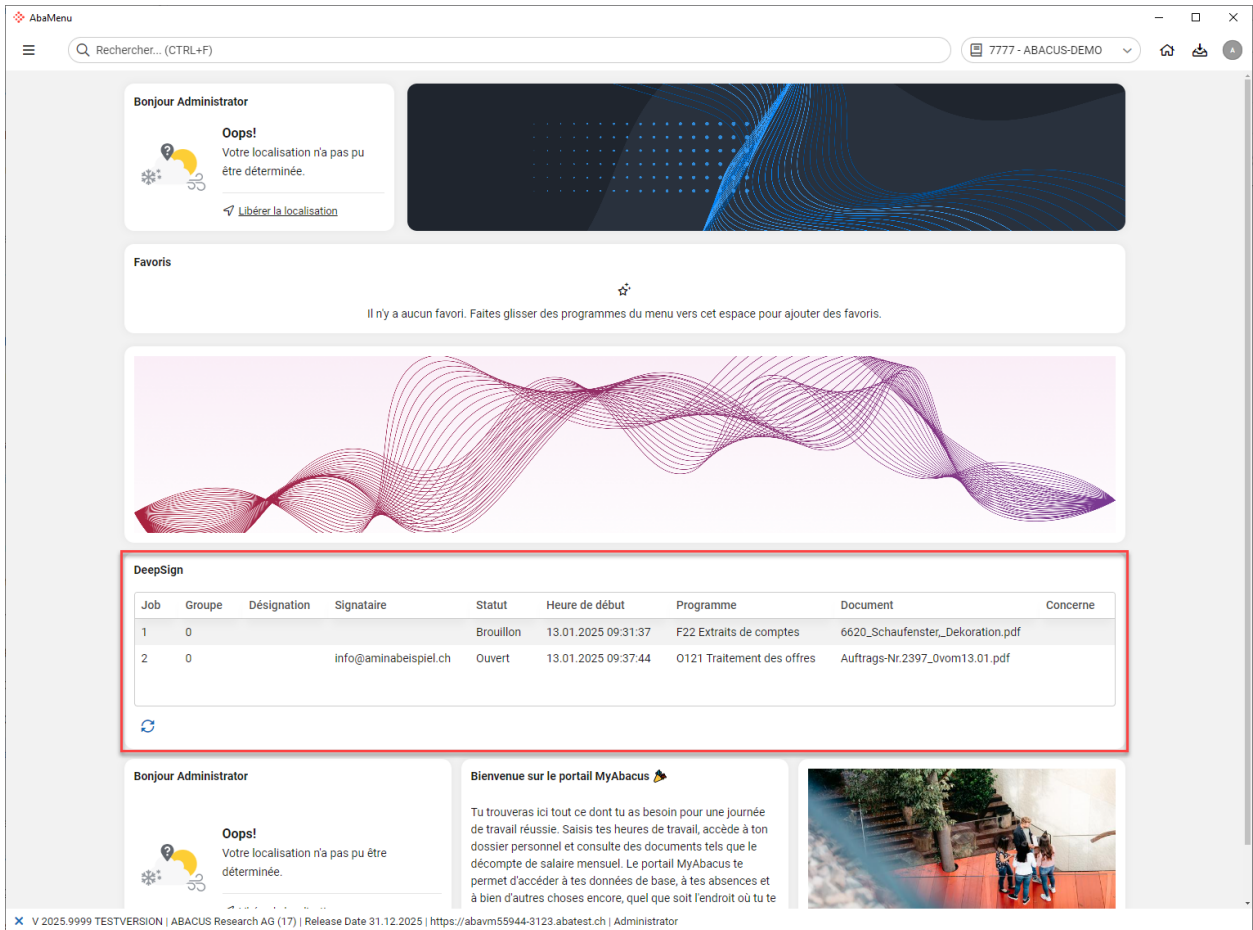 AbaMenu
Rechercher... (CTRL+F)
7777 - ABACUS-DEMO
A
Bonjour Administrator
Oops!
Votre localisation n'a pas pu
être déterminée.
Libérer la localisation
Favoris
Il n'y a aucun favori. Faites glisser des programmes du menu vers cet espace pour ajouter des favoris.
DeepSign
Job Groupe Désignation Signataire Statut Heure de début Programme Document Concerne
1 0 Brouillon 13.01.2025 09:31:37 F22 Extraits de comptes 6620_Schaufenster,_Dekoration.pdf
2 0 info@aminabeispiel.ch Ouvert 13.01.2025 09:37:44 O121 Traitement des offres Auftrags-Nr.2397_0vom13.01.pdf
Bonjour Administrator
Oops!
Votre localisation n'a pas pu être
déterminée.
Bienvenue sur le portail MyAbacus
Tu trouveras ici tout ce dont tu as besoin pour une journée
de travail réussie. Saisis tes heures de travail, accède à ton
dossier personnel et consulte des documents tels que le
décompte de salaire mensuel. Le portail MyAbacus te
permet d'accéder à tes données de base, à tes absences et
à bien d'autres choses encore, quel que soit l'endroit où tu te
V 2025.9999 TESTVERSION | ABACUS Research AG (17) | Release Date 31.12.2025 | https://abavm55944-3123.abatest.ch | Administrator